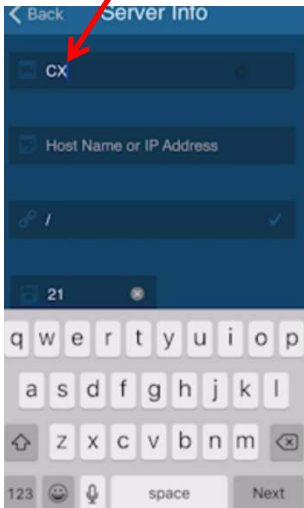 Back Server Info
CX
Host Name or IP Address
/
21
q w e r t y u i o p
a s d f g h j k l
z x c v b n m
123 space Next